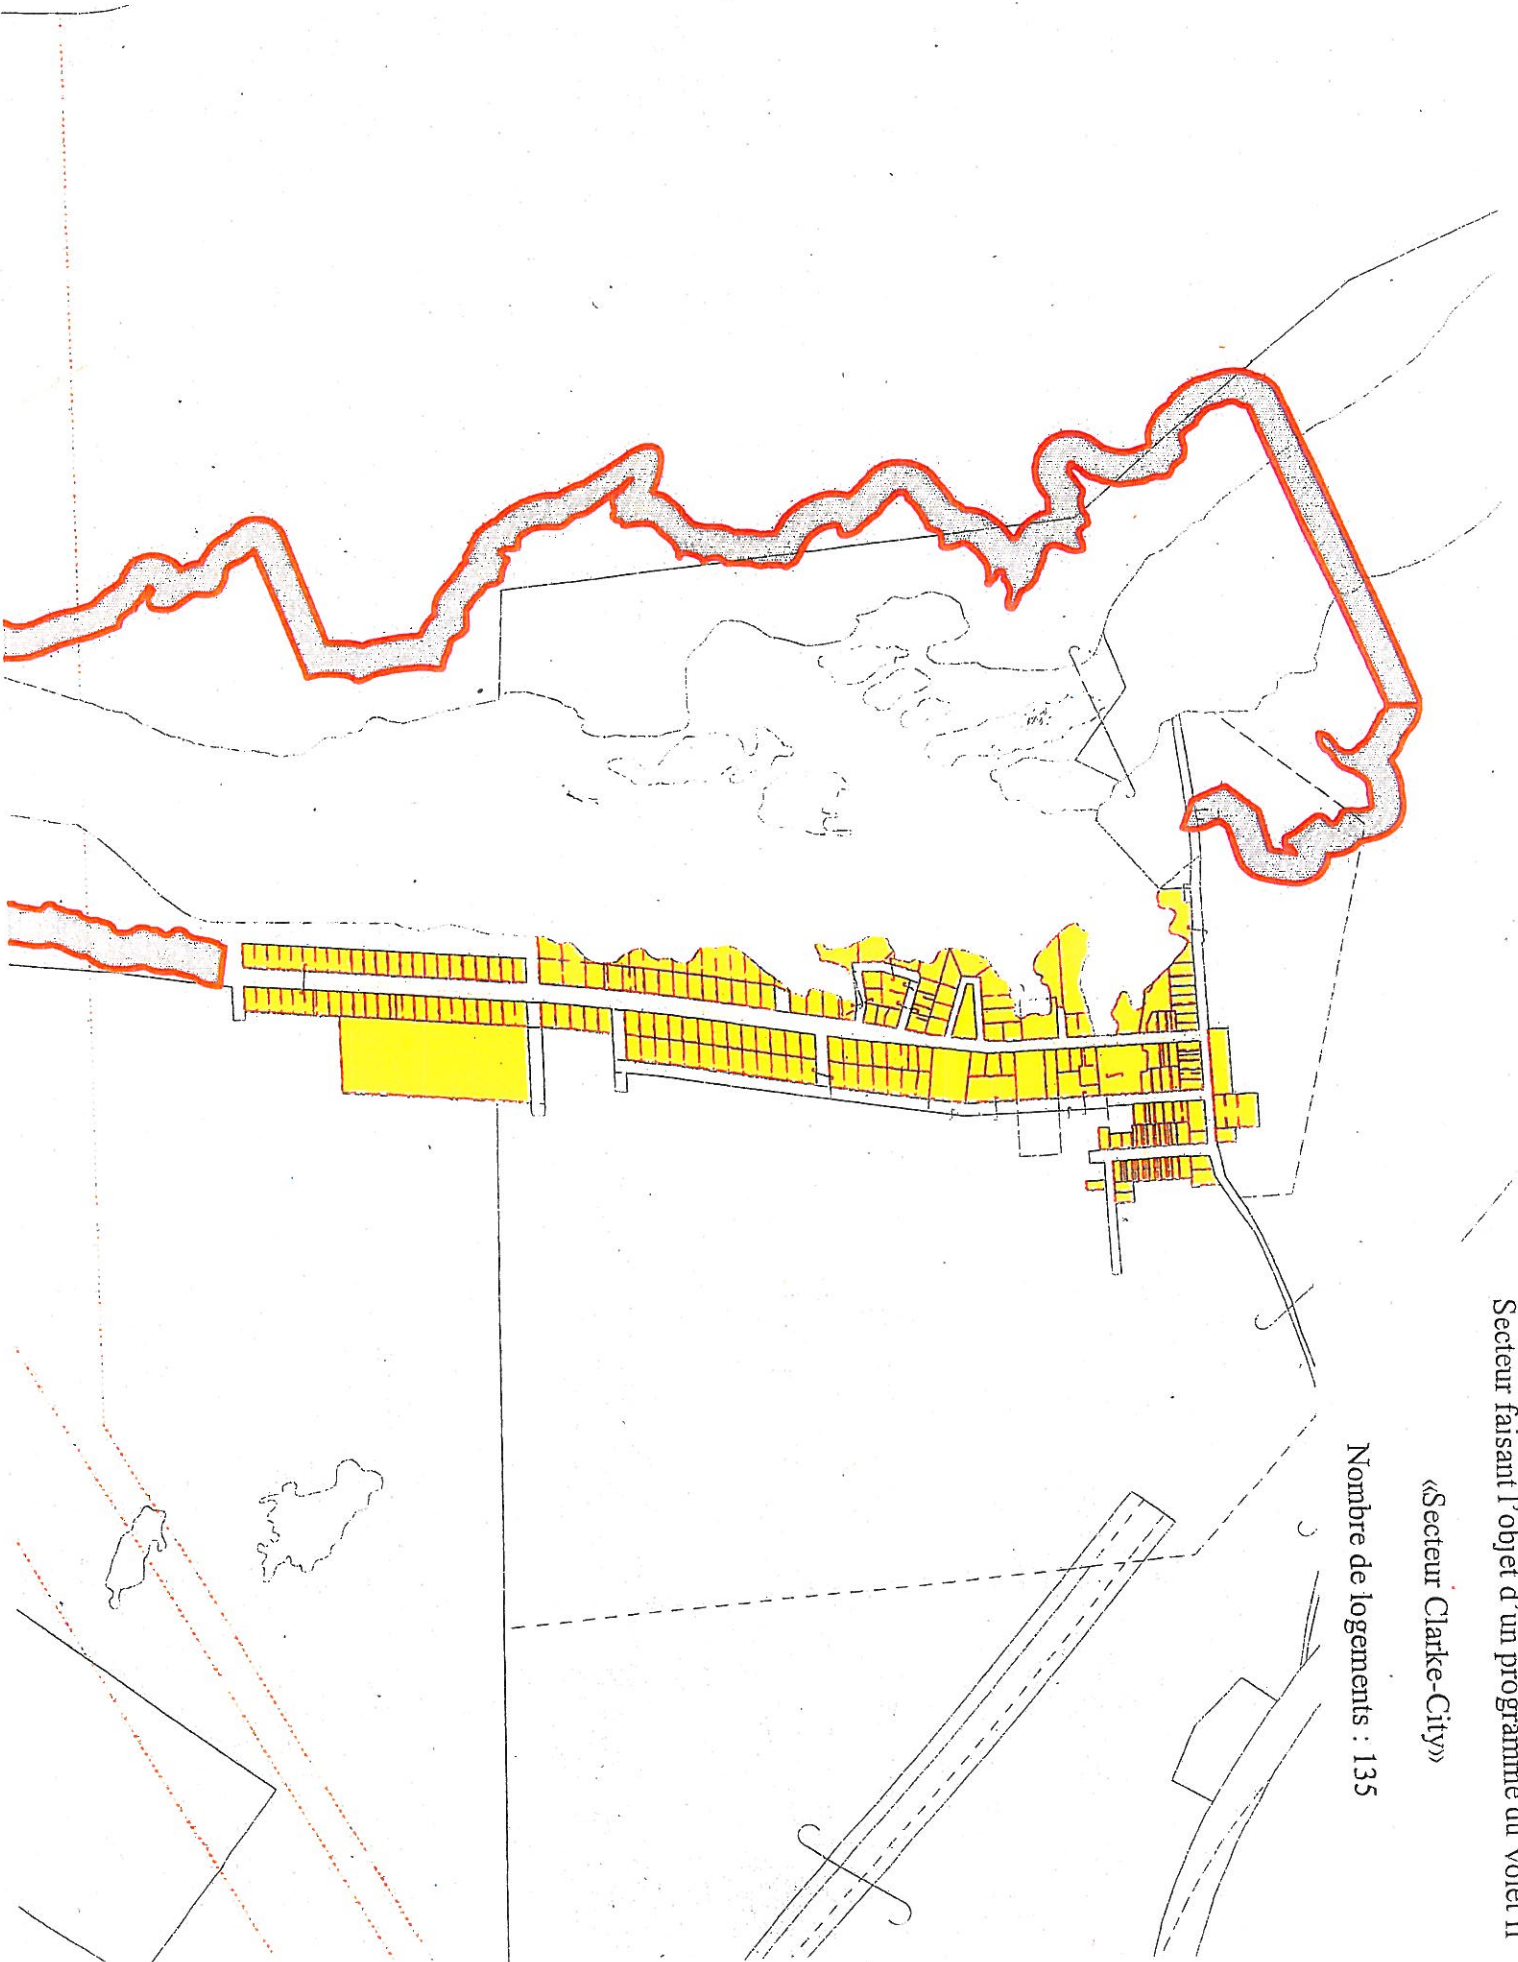 Secteur faisant l'objet d'un programme du volet II
«Secteur Clarke-City»
Nombre de logements : 135